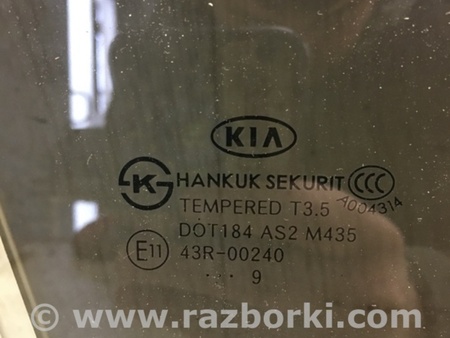 KIA
HANKUK SEKURIT CCC
A004314
TEMPERED T3.5
DOT184 AS2 M435
E11 43R-00240
... 9
© www.razborki.com